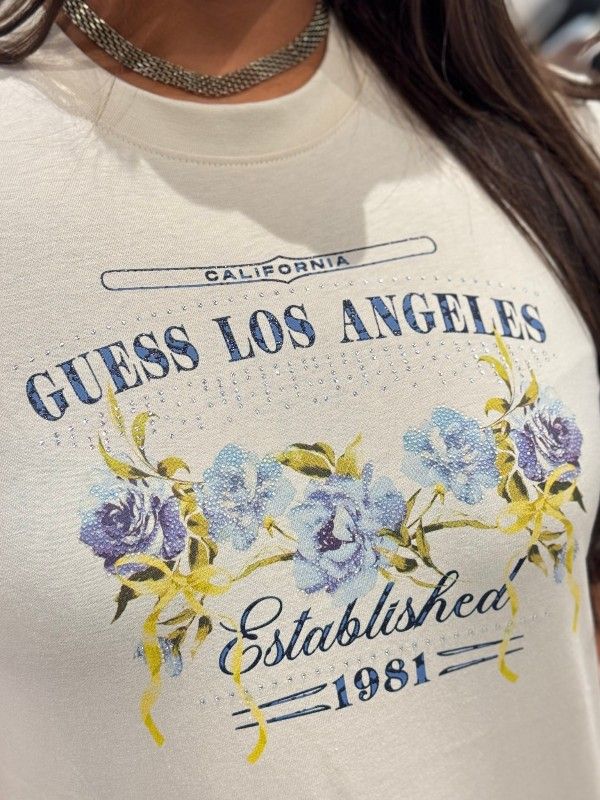 CALIFORNIA
GUESS LOS ANGELES
Established
1981